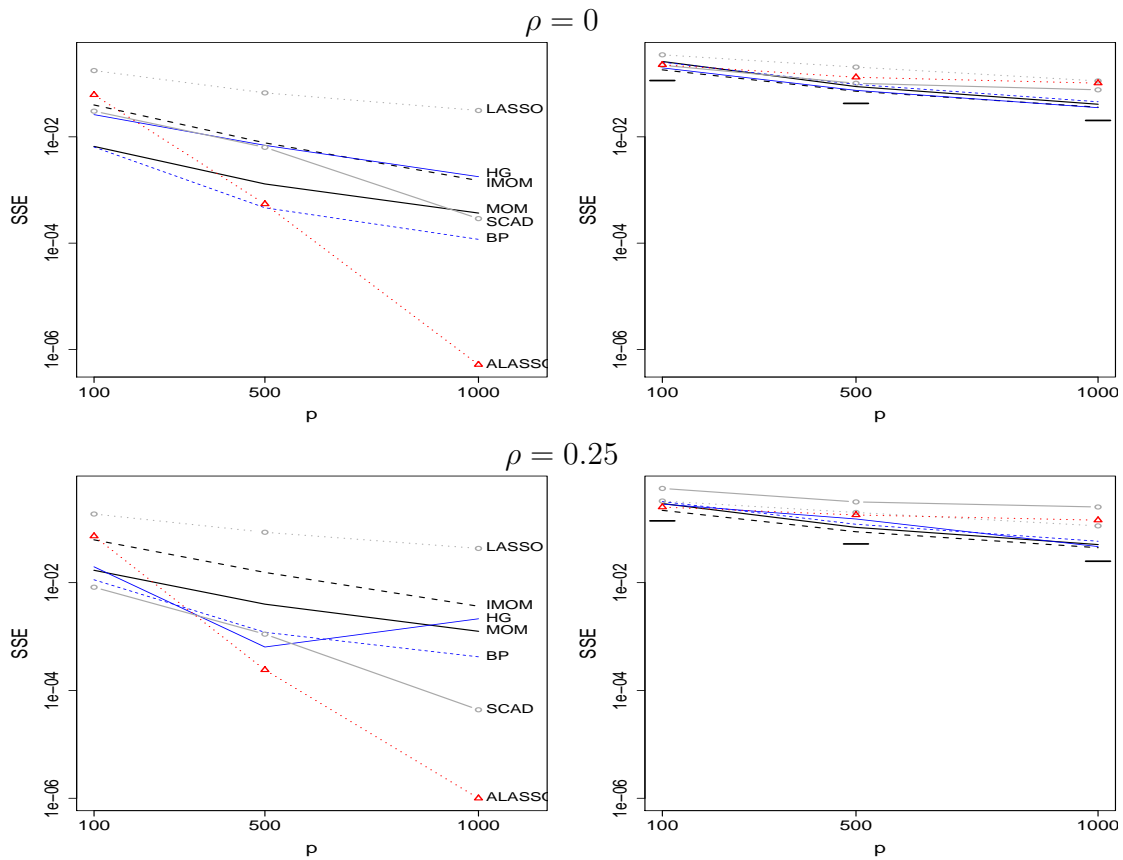 ρ = 0
SSE
1e-02
1e-04
1e-06
LASSO
HG
IMOM
MOM
SCAD
BP
ALASSO
100
500
1000
p
SSE
1e-02
1e-04
1e-06
100
500
1000
p
ρ = 0.25
SSE
1e-02
1e-04
1e-06
LASSO
IMOM
HG
MOM
BP
SCAD
ALASSO
100
500
1000
p
SSE
1e-02
1e-04
1e-06
100
500
1000
p